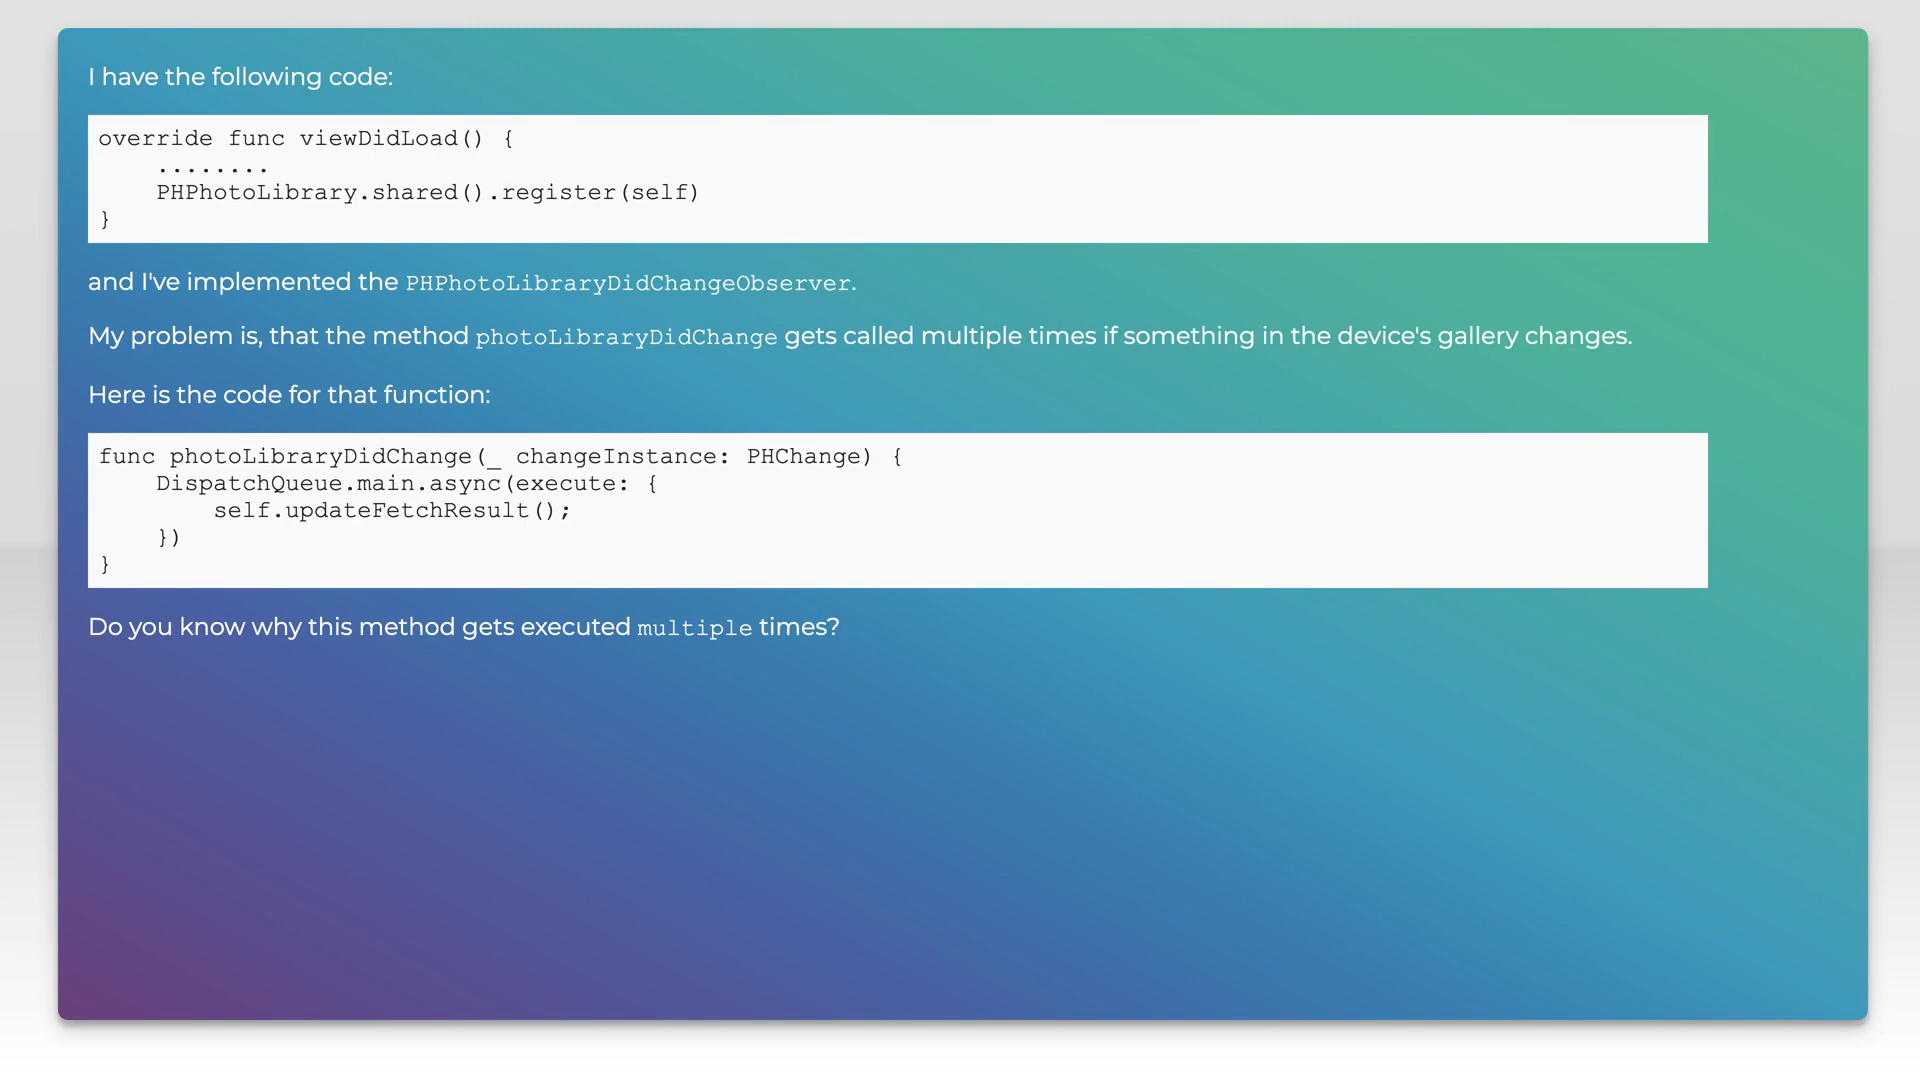 I have the following code:
override func viewDidLoad() {
    ........
    PHPhotoLibrary.shared().register(self)
}
and I've implemented the PHPhotoLibraryDidChangeObserver.
My problem is, that the method photoLibraryDidChange gets called multiple times if something in the device's gallery changes.
Here is the code for that function:
func photoLibraryDidChange(_ changeInstance: PHChange) {
    DispatchQueue.main.async(execute: {
        self.updateFetchResult();
    })
}
Do you know why this method gets executed multiple times?